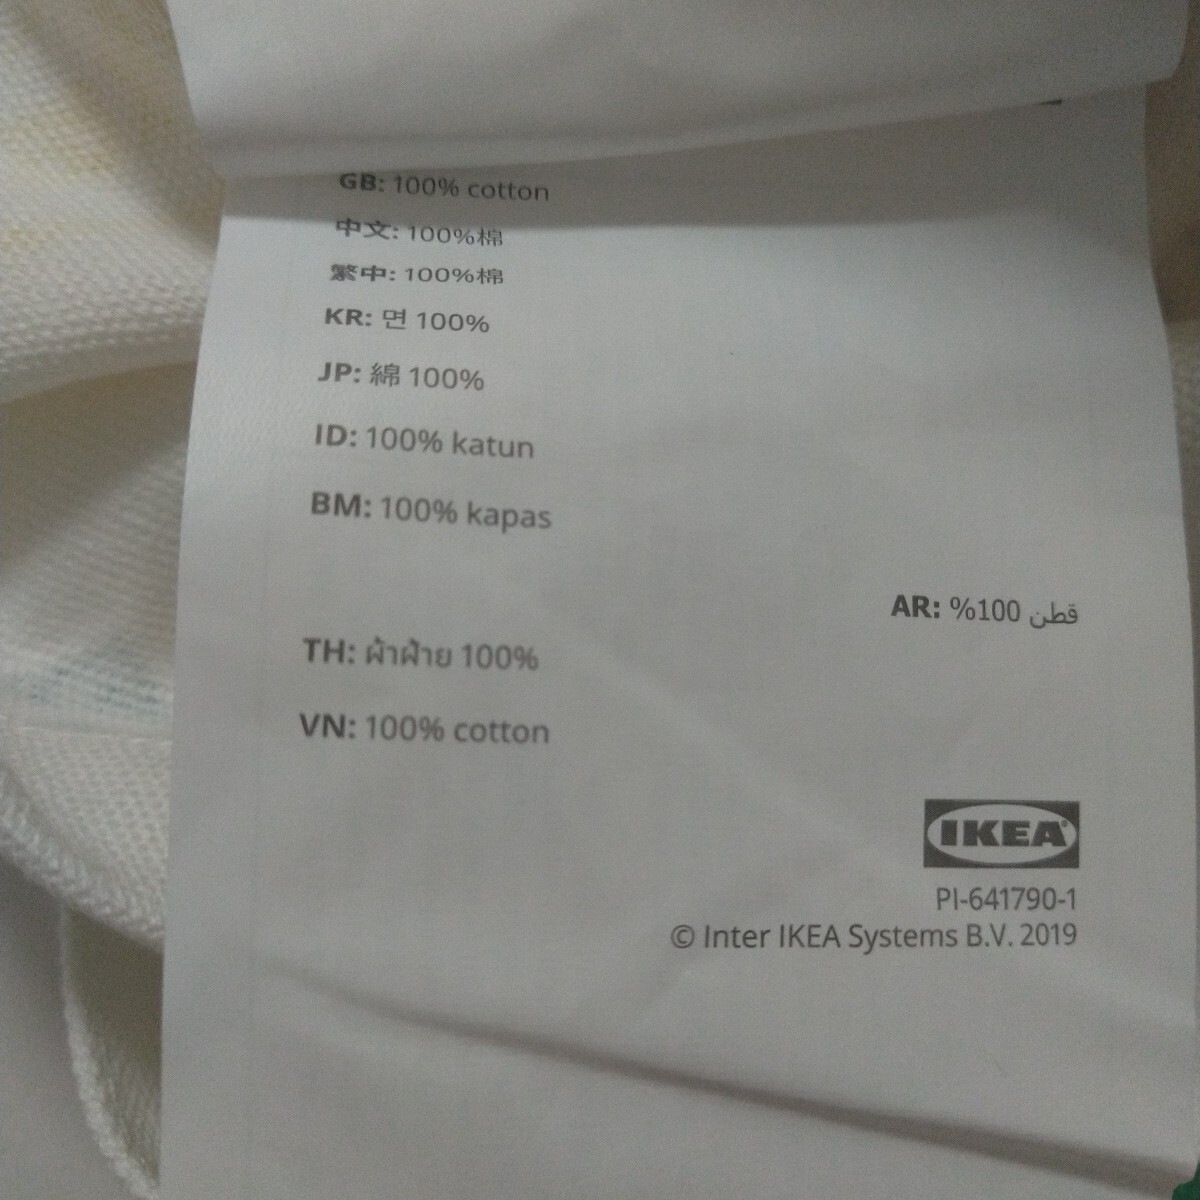 GB: 100% cotton
中文: 100%棉
繁中: 100%棉
KR: 면 100%
JP: 綿 100%
ID: 100% katun
BM: 100% kapas
AR: %100 قطن
TH: ผ้าฝ้าย 100%
VN: 100% cotton
IKEA®
PI-641790-1
© Inter IKEA Systems B.V. 2019